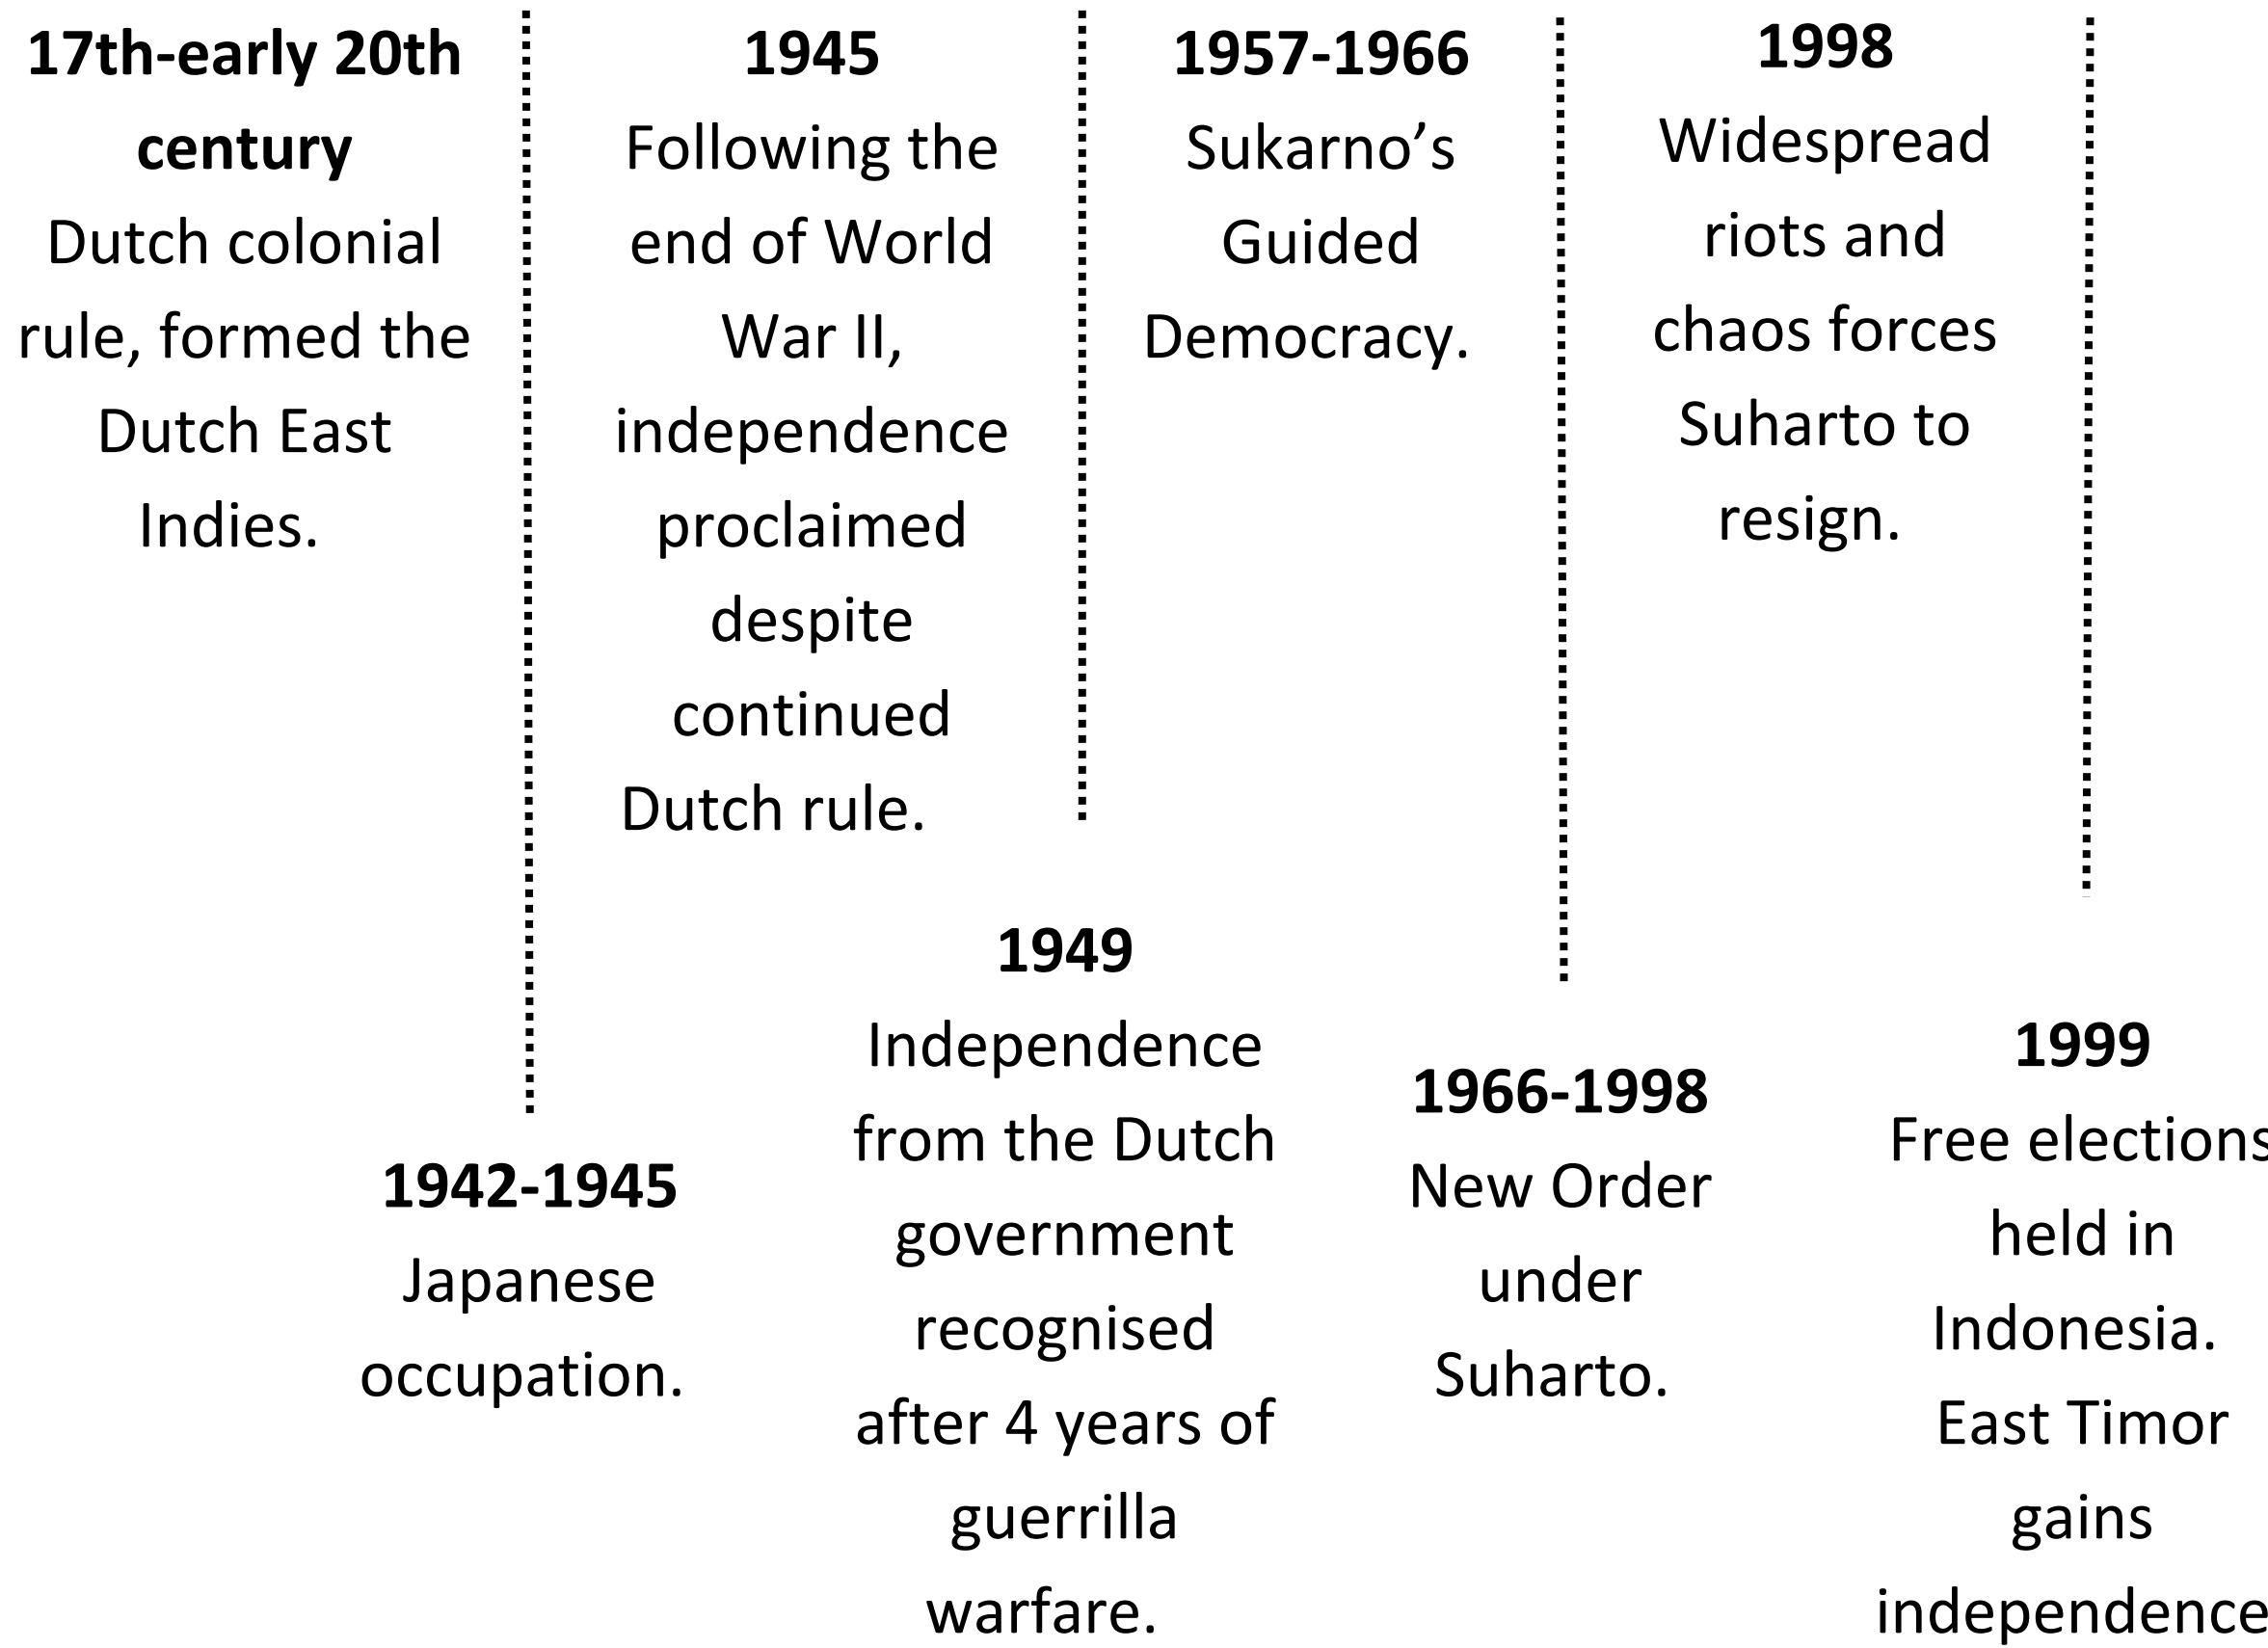 17th-early 20th
century
Dutch colonial
rule, formed the
Dutch East
Indies.
1942-1945
Japanese
occupation.
1945
Following the
end of World
War II,
independence
proclaimed
despite
continued
Dutch rule.
1949
Independence
from the Dutch
government
recognised
after 4 years of
guerrilla
warfare.
1957-1966
Sukarno’s
Guided
Democracy.
1966-1998
New Order
under
Suharto.
1998
Widespread
riots and
chaos forces
Suharto to
resign.
1999
Free elections
held in
Indonesia.
East Timor
gains
independence